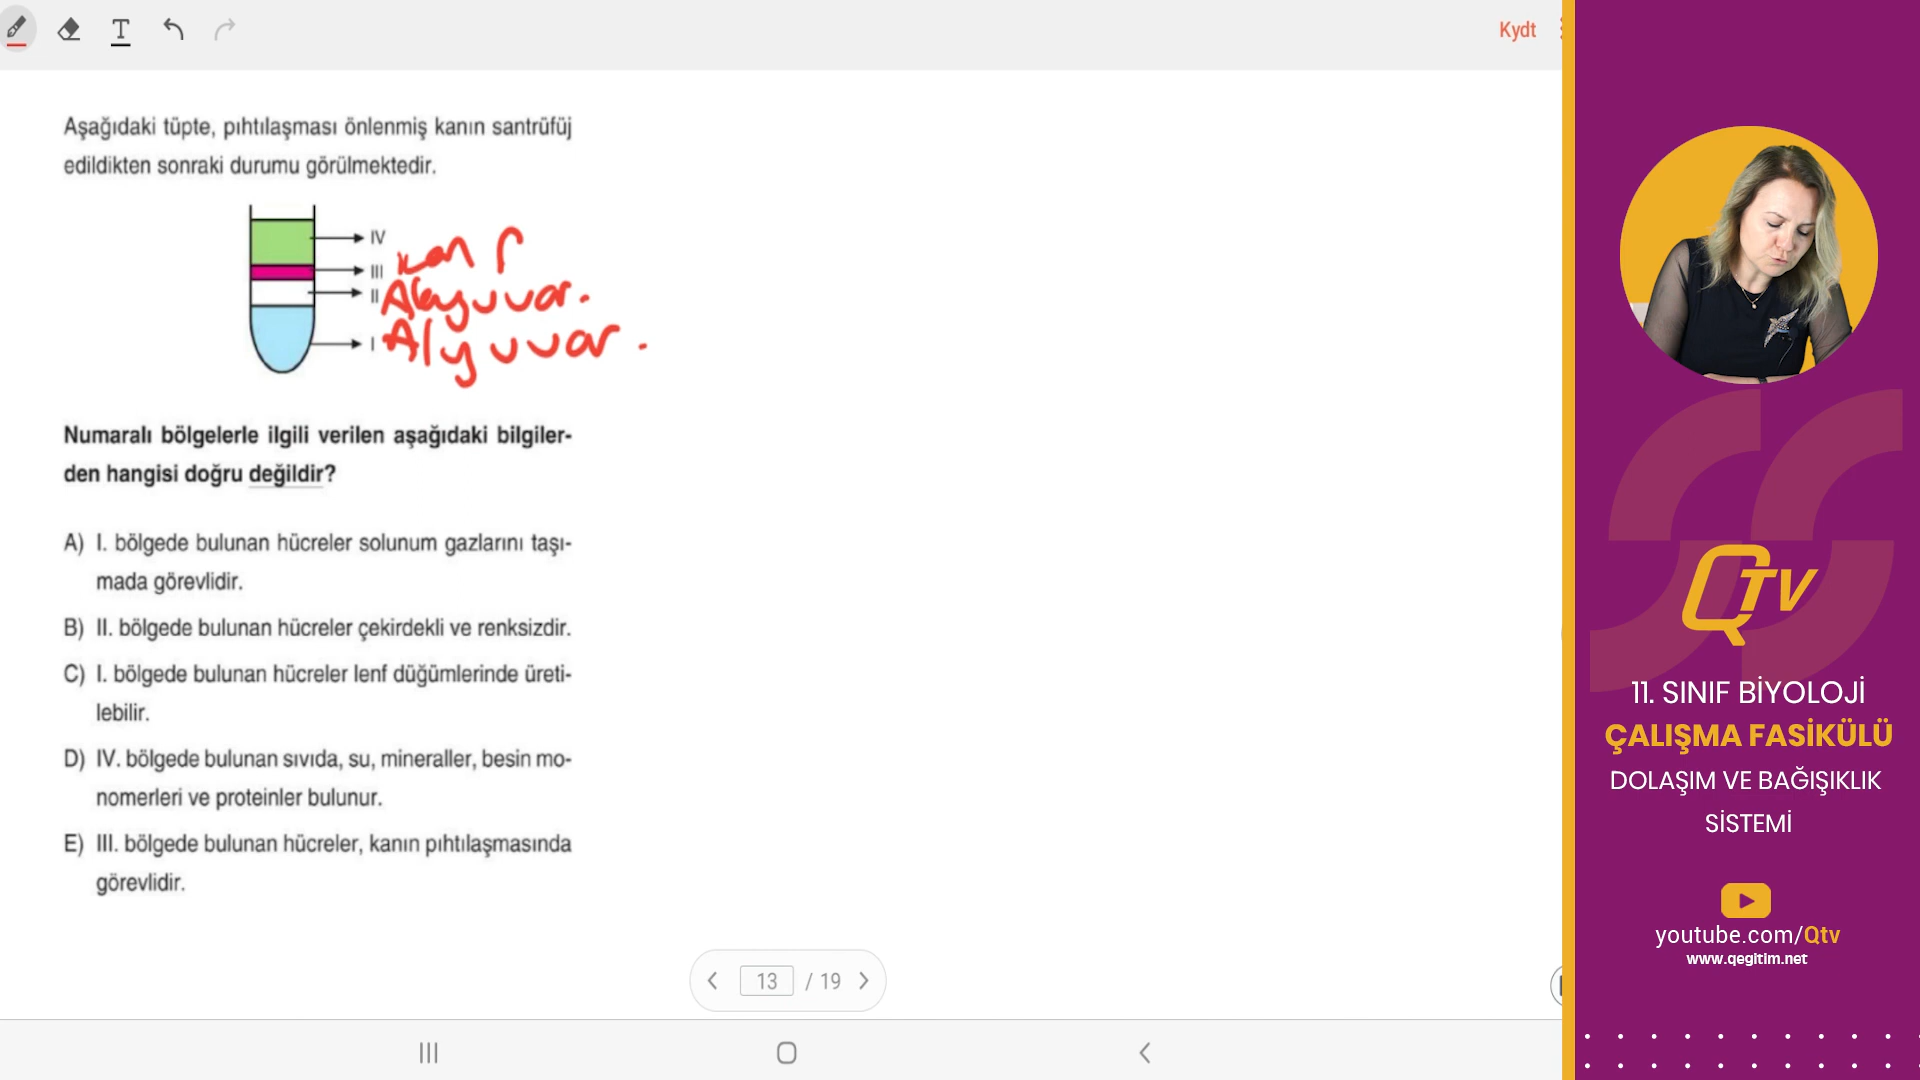 T
Kydt
Aşağıdaki tüpte, pıhtılaşması önlenmiş kanın santrüfüj
edildikten sonraki durumu görülmektedir.
IV
III
kan P
II
Akyuvar.
I
Alyuvar.
Numaralı bölgelerle ilgili verilen aşağıdaki bilgiler-
den hangisi doğru değildir?
A) I. bölgede bulunan hücreler solunum gazlarını taşı-
mada görevlidir.
B) II. bölgede bulunan hücreler çekirdekli ve renksizdir.
C) I. bölgede bulunan hücreler lenf düğümlerinde üreti-
lebilir.
D) IV. bölgede bulunan sıvıda, su, mineraller, besin mo-
nomerleri ve proteinler bulunur.
E) III. bölgede bulunan hücreler, kanın pıhtılaşmasında
görevlidir.
13 / 19
QTV
11. SINIF BİYOLOJİ
ÇALIŞMA FASİKÜLÜ
DOLAŞIM VE BAĞIŞIKLIK
SİSTEMİ
youtube.com/Qtv
www.qegitim.net